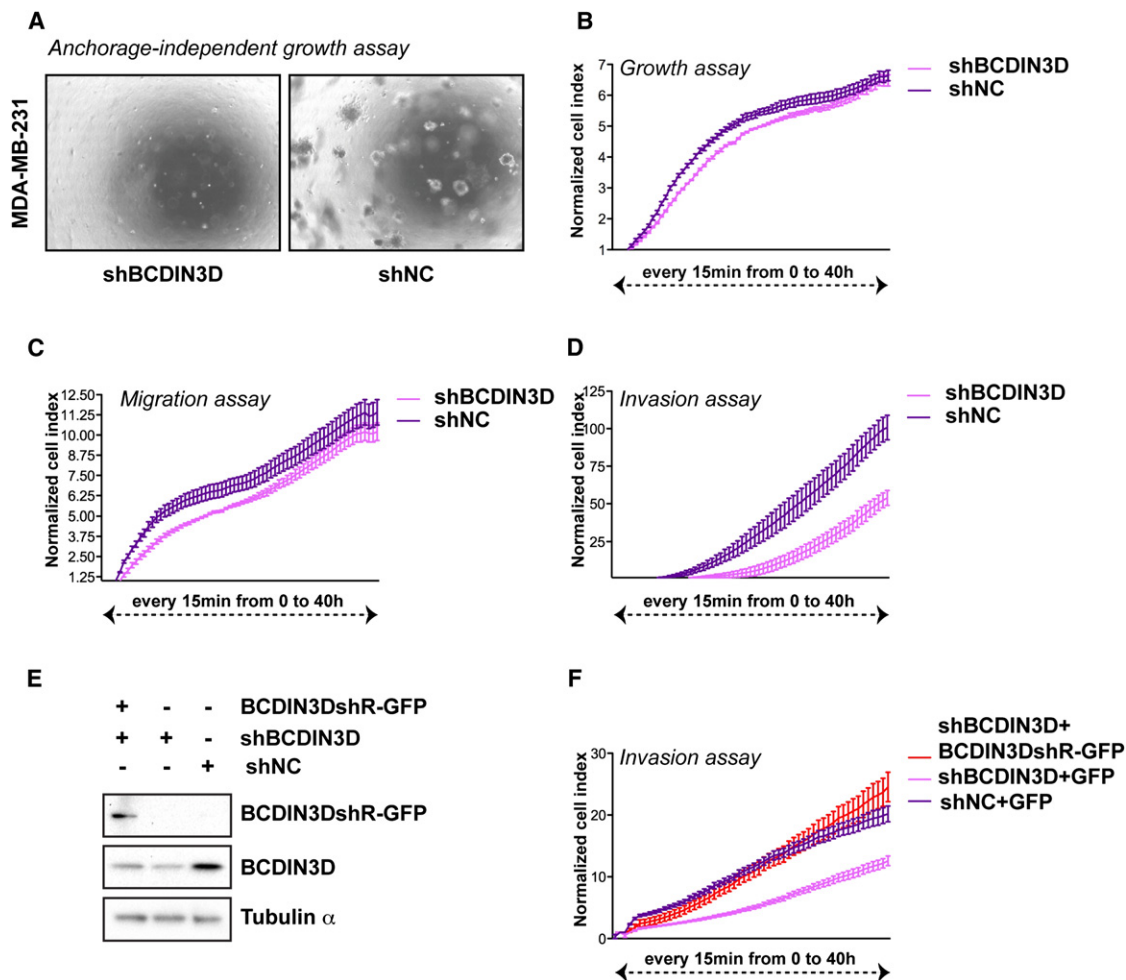 A
Anchorage-independent growth assay
MDA-MB-231
shBCDIN3D
shNC
B
Growth assay
Normalized cell index
7
6
5
4
3
2
1
shBCDIN3D
shNC
every 15min from 0 to 40h
C
Migration assay
Normalized cell index
12.50
11.25
10.00
8.75
7.50
6.25
5.00
3.75
2.50
1.25
shBCDIN3D
shNC
every 15min from 0 to 40h
D
Invasion assay
Normalized cell index
125
100
75
50
25
shBCDIN3D
shNC
every 15min from 0 to 40h
E
+ - - BCDIN3DshR-GFP
+ + - shBCDIN3D
- - + shNC
BCDIN3DshR-GFP
BCDIN3D
Tubulin α
F
Invasion assay
Normalized cell index
30
20
10
0
shBCDIN3D+
BCDIN3DshR-GFP
shBCDIN3D+GFP
shNC+GFP
every 15min from 0 to 40h